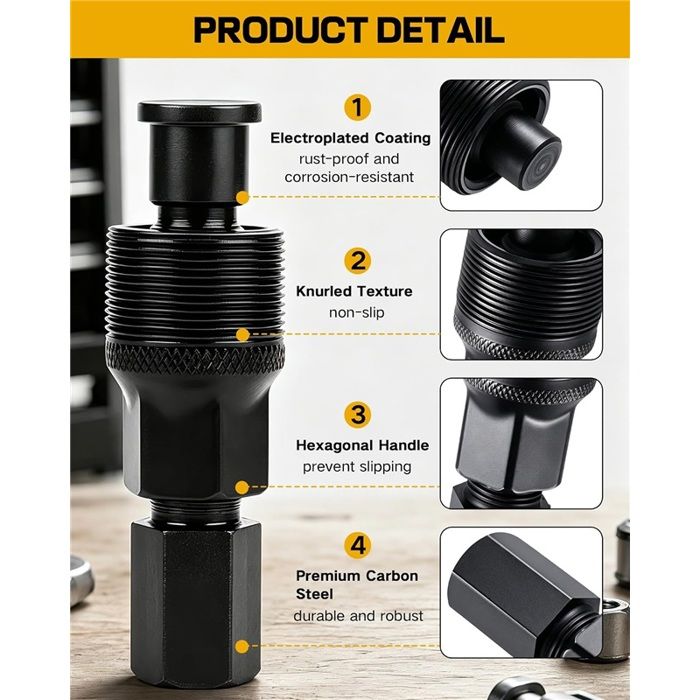 PRODUCT DETAIL
1
Electroplated Coating
rust-proof and
corrosion-resistant
2
Knurled Texture
non-slip
3
Hexagonal Handle
prevent slipping
4
Premium Carbon
Steel
durable and robust